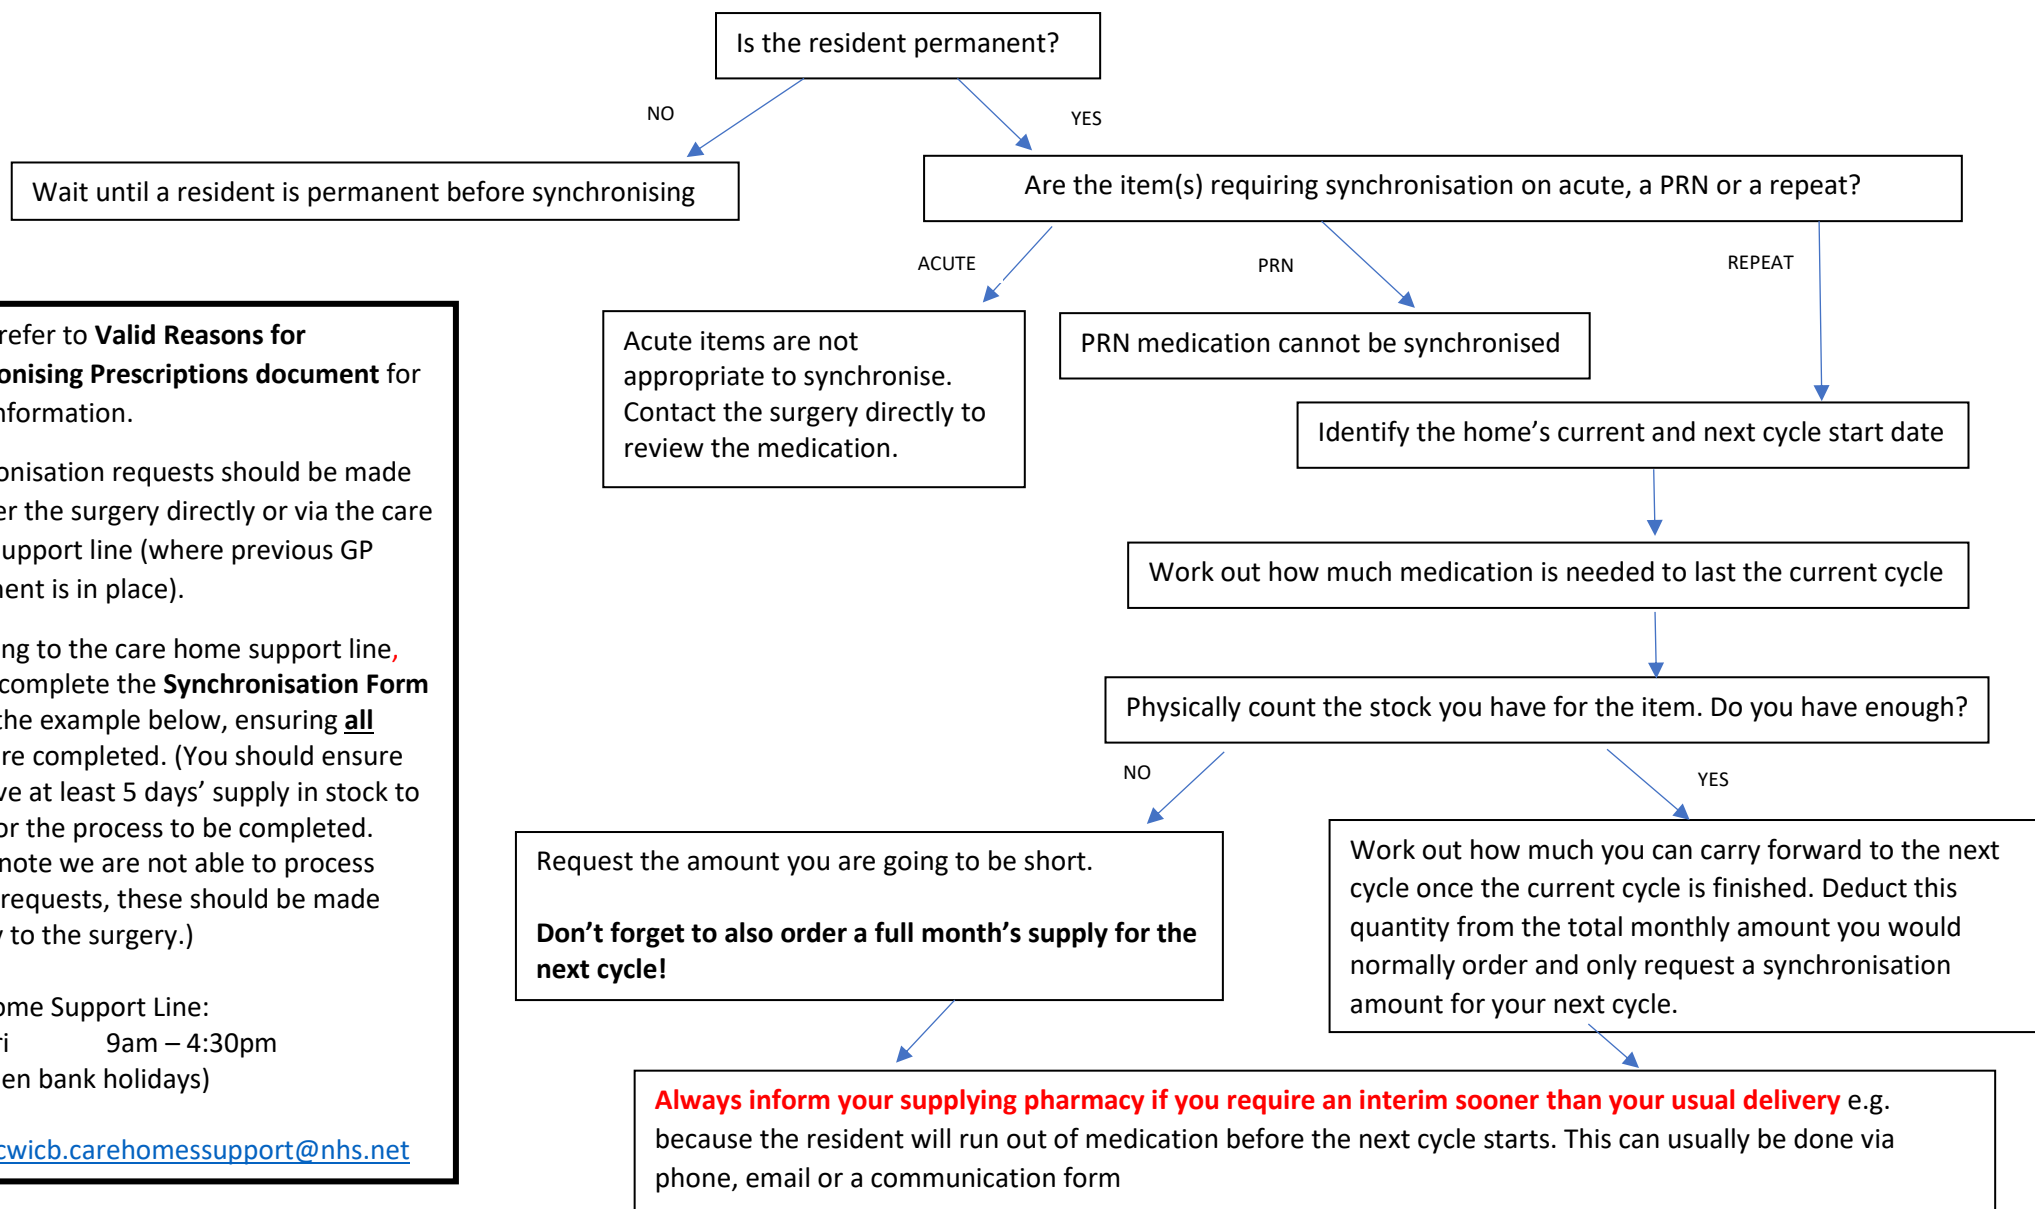 Is the resident permanent?
NO
YES
Wait until a resident is permanent before synchronising
Are the item(s) requiring synchronisation on acute, a PRN or a repeat?
ACUTE
PRN
REPEAT
Acute items are not
appropriate to synchronise.
Contact the surgery directly to
review the medication.
PRN medication cannot be synchronised
Identify the home’s current and next cycle start date
Work out how much medication is needed to last the current cycle
Physically count the stock you have for the item. Do you have enough?
NO
YES
Request the amount you are going to be short.
Don’t forget to also order a full month’s supply for the
next cycle!
Work out how much you can carry forward to the next
cycle once the current cycle is finished. Deduct this
quantity from the total monthly amount you would
normally order and only request a synchronisation
amount for your next cycle.
Always inform your supplying pharmacy if you require an interim sooner than your usual delivery e.g.
because the resident will run out of medication before the next cycle starts. This can usually be done via
phone, email or a communication form
refer to Valid Reasons for
onising Prescriptions document for
nformation.
onisation requests should be made
er the surgery directly or via the care
upport line (where previous GP
ment is in place).
ng to the care home support line,
complete the Synchronisation Form
the example below, ensuring all
re completed. (You should ensure
ve at least 5 days’ supply in stock to
or the process to be completed.
note we are not able to process
requests, these should be made
y to the surgery.)
ome Support Line:
ri 9am – 4:30pm
en bank holidays)
cwicb.carehomessupport@nhs.net